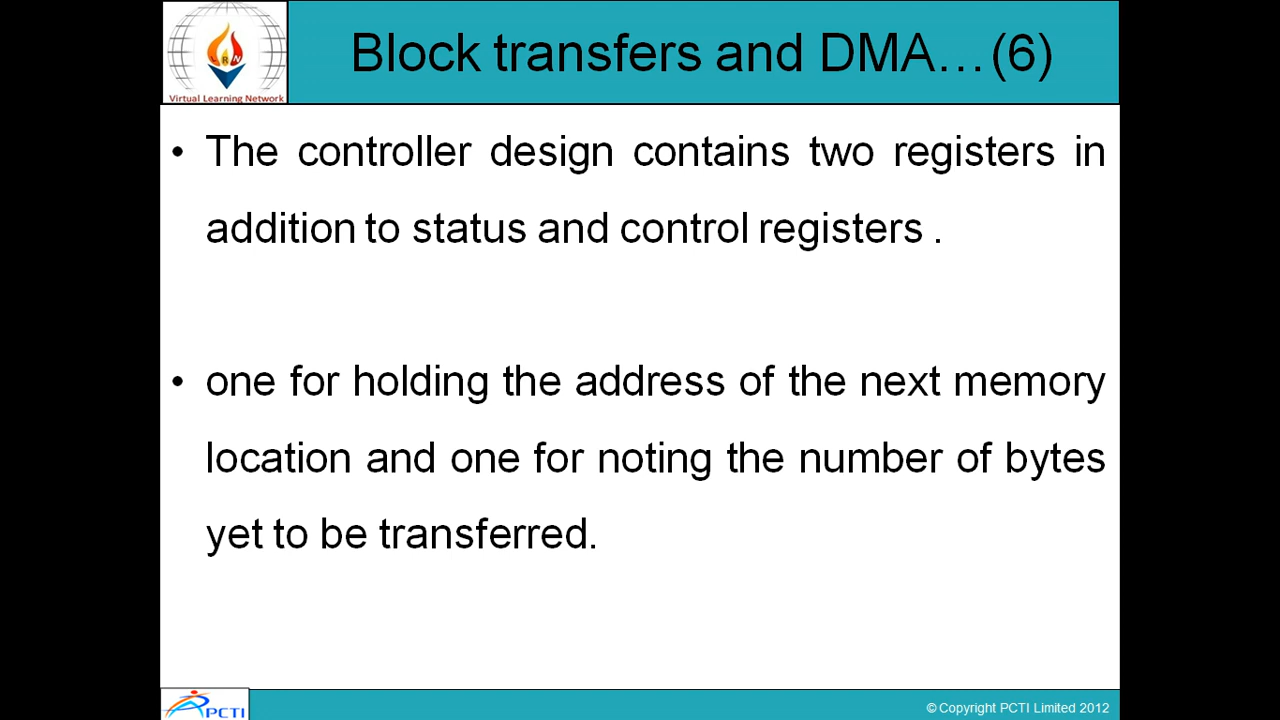 Block transfers and DMA…(6)
LRN
Virtual Learning Network
• The controller design contains two registers in
addition to status and control registers .
• one for holding the address of the next memory
location and one for noting the number of bytes
yet to be transferred.
PCTI
© Copyright PCTI Limited 2012